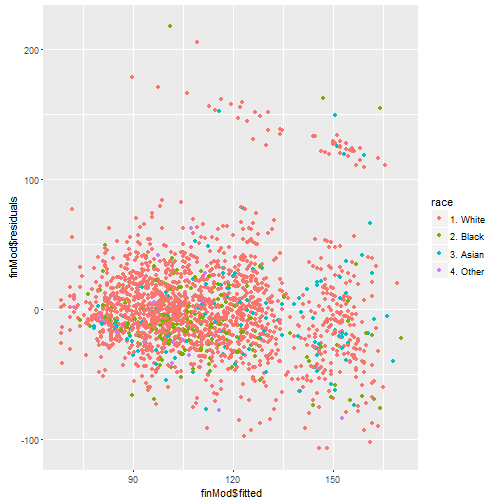 200
100
0
-100
finMod$residuals
90
120
150
finMod$fitted
race
1. White
2. Black
3. Asian
4. Other